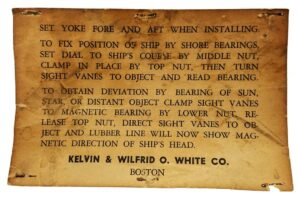 SET YOKE FORE AND AFT WHEN INSTALLING.
TO FIX POSITION OF SHIP BY SHORE BEARINGS,
SET DIAL TO SHIP'S COURSE BY MIDDLE NUT,
CLAMP IN PLACE BY TOP NUT, THEN TURN
SIGHT VANES TO OBJECT AND READ BEARING.
TO OBTAIN DEVIATION BY BEARING OF SUN,
STAR, OR DISTANT OBJECT CLAMP SIGHT VANES
TO MAGNETIC BEARING BY LOWER NUT, RE-
LEASE TOP NUT, DIRECT SIGHT VANES TO OB-
JECT AND LUBBER LINE WILL NOW SHOW MAG-
NETIC DIRECTION OF SHIP'S HEAD.
KELVIN & WILFRID O. WHITE CO.
BOSTON